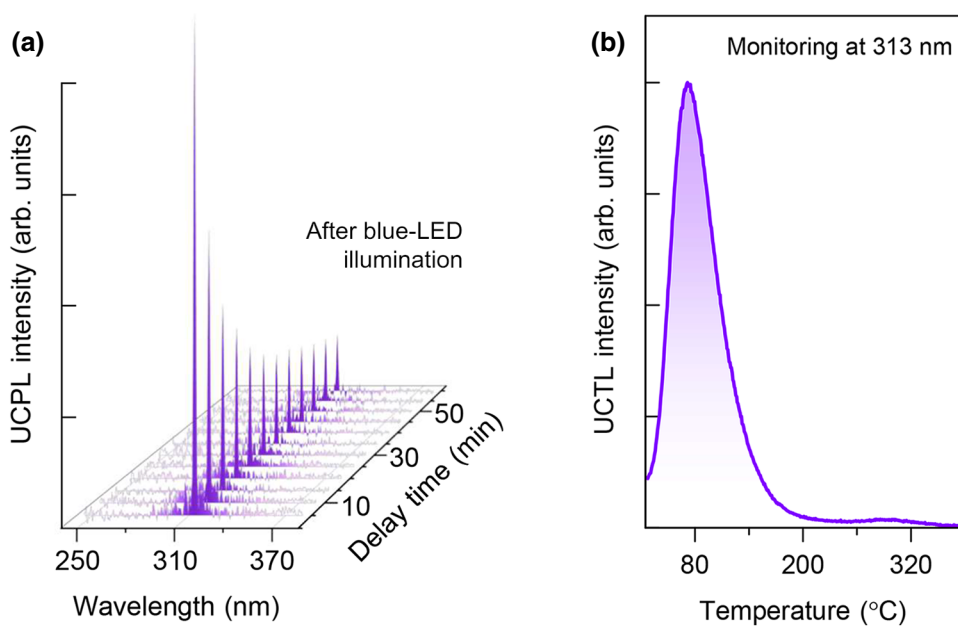 (a)
UCPL intensity (arb. units)
After blue-LED
illumination
250
310
370
Wavelength (nm)
10
30
50
Delay time (min)
(b)
Monitoring at 313 nm
UCTL intensity (arb. units)
80
200
320
Temperature (°C)